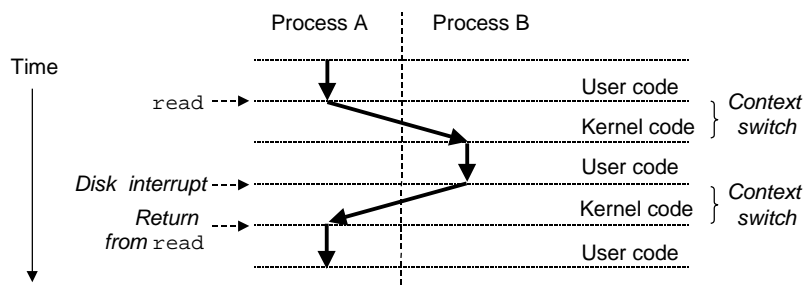 Process A
Process B
Time
User code
read
Context
switch
Kernel code
User code
Disk interrupt
Context
switch
Kernel code
Return
from read
User code